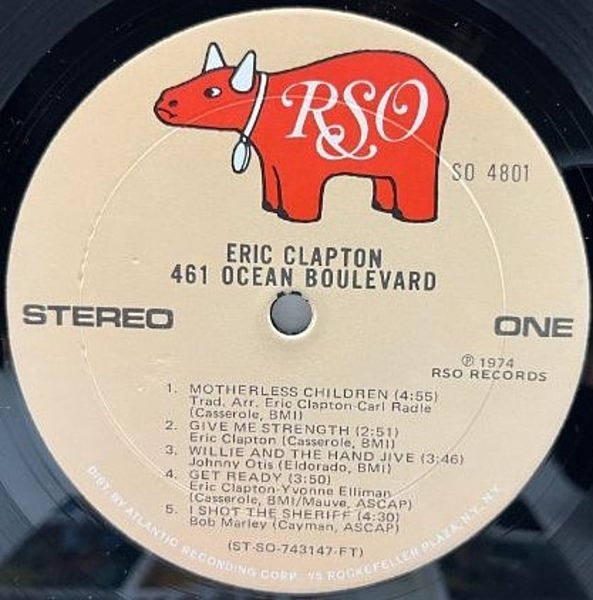 RSO
SO 4801
ERIC CLAPTON
461 OCEAN BOULEVARD
STEREO
ONE
℗ 1974
RSO RECORDS
1. MOTHERLESS CHILDREN (4:55)
Trad. Arr. Eric Clapton-Carl Radle
(Casserole, BMI)
2. GIVE ME STRENGTH (2:51)
Eric Clapton (Casserole, BMI)
3. WILLIE AND THE HAND JIVE (3:46)
Johnny Otis (Eldorado, BMI)
4. GET READY (3:50)
Eric Clapton-Yvonne Elliman
(Casserole, BMI/Mauve, ASCAP)
5. I SHOT THE SHERIFF (4:30)
Bob Marley (Cayman, ASCAP)
(ST-SO-743147-FT)
DIST. BY ATLANTIC RECORDING CORP. 75 ROCKEFELLER PLAZA, N.Y. N.Y.